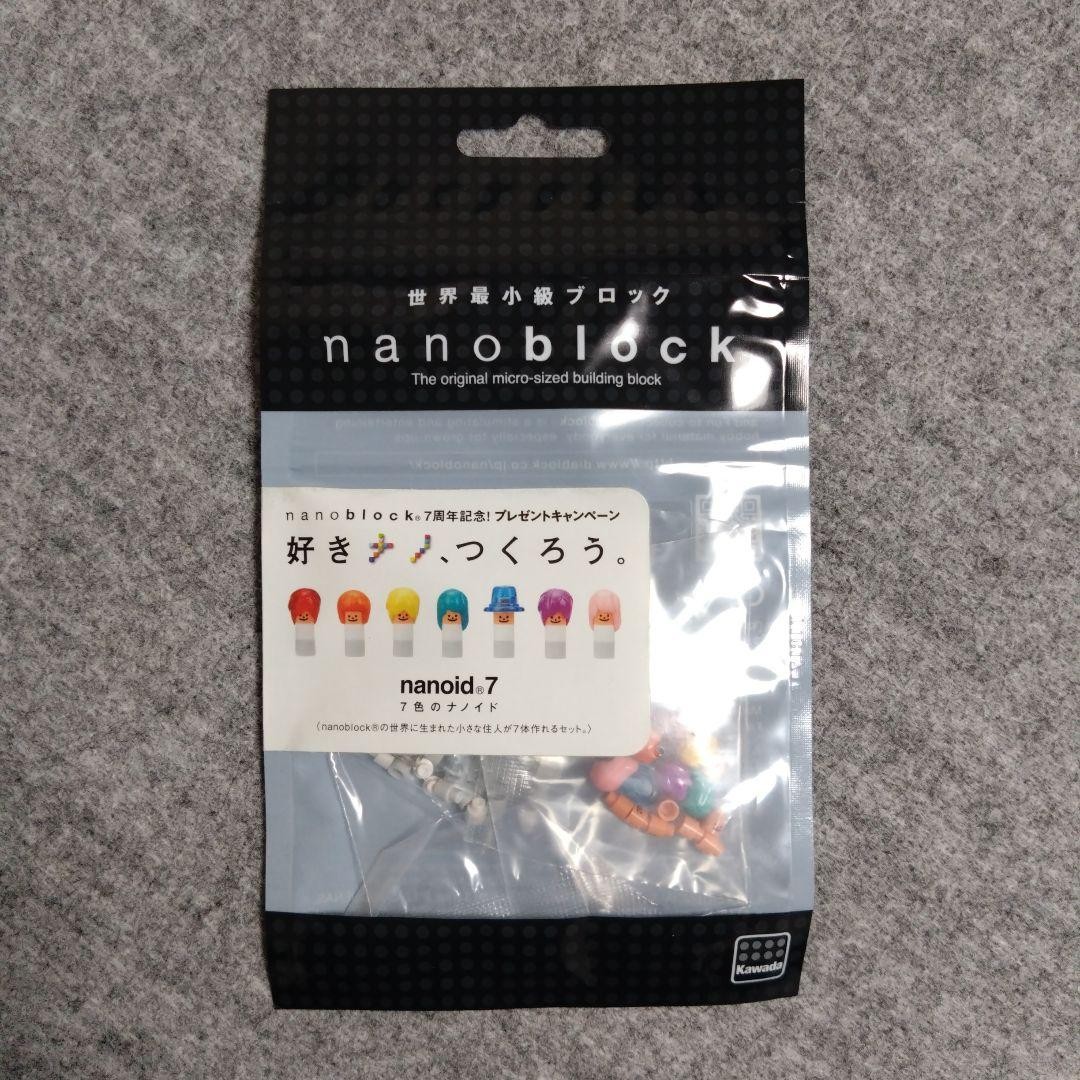 世界最小級ブロック
nanoblock
The original micro-sized building block
nanoblock®7周年記念!プレゼントキャンペーン
好きナノ、つくろう。
nanoid®7
7色のナノイド
〈nanoblock®の世界に生まれた小さな住人が7体作れるセット。〉
Kawada